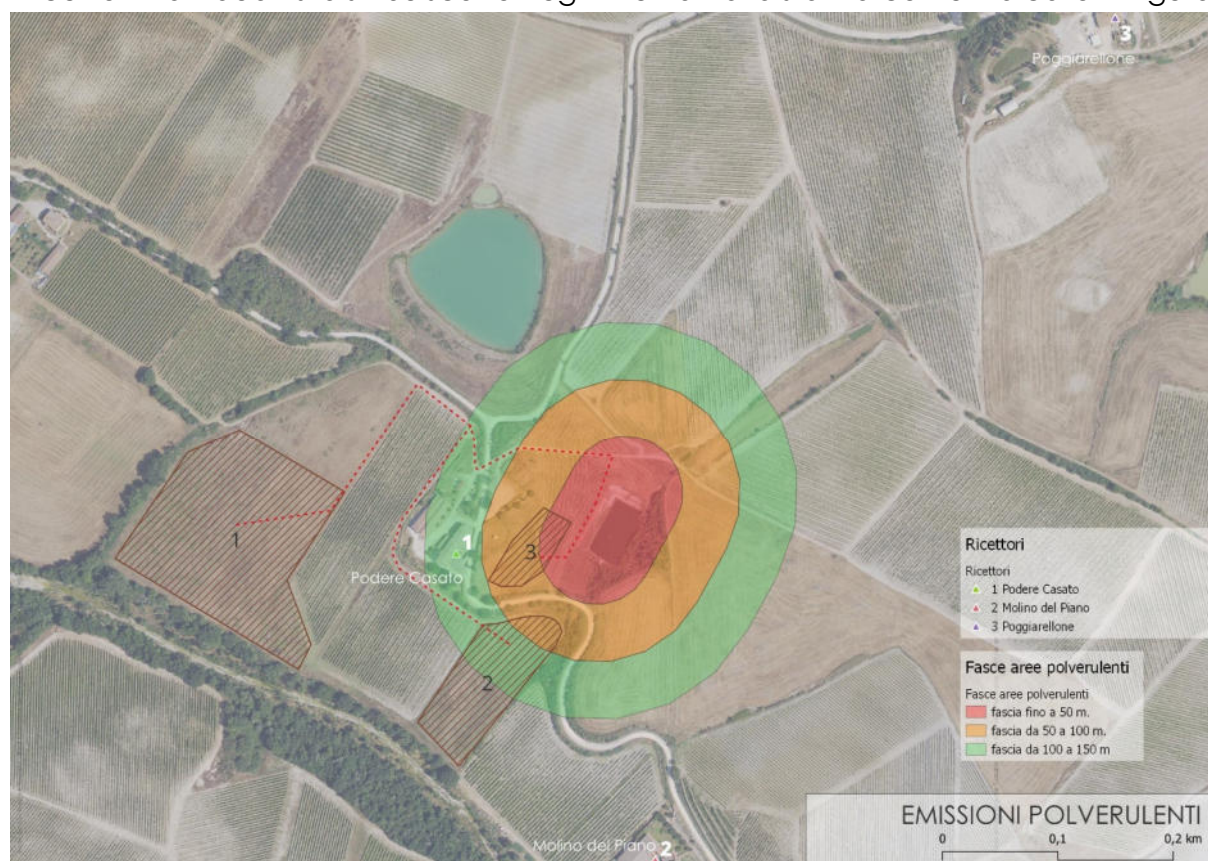 3
Poggiarellone
1
1
3
Podere Casato
2
Ricettori
Ricettori
1 Podere Casato
2 Molino del Piano
3 Poggiarellone
Fasce aree polverulenti
Fasce aree polverulenti
fascia fino a 50 m.
fascia da 50 a 100 m.
fascia da 100 a 150 m
EMISSIONI POLVERULENTI
0 0,1 0,2 km
Molino del Piano 2